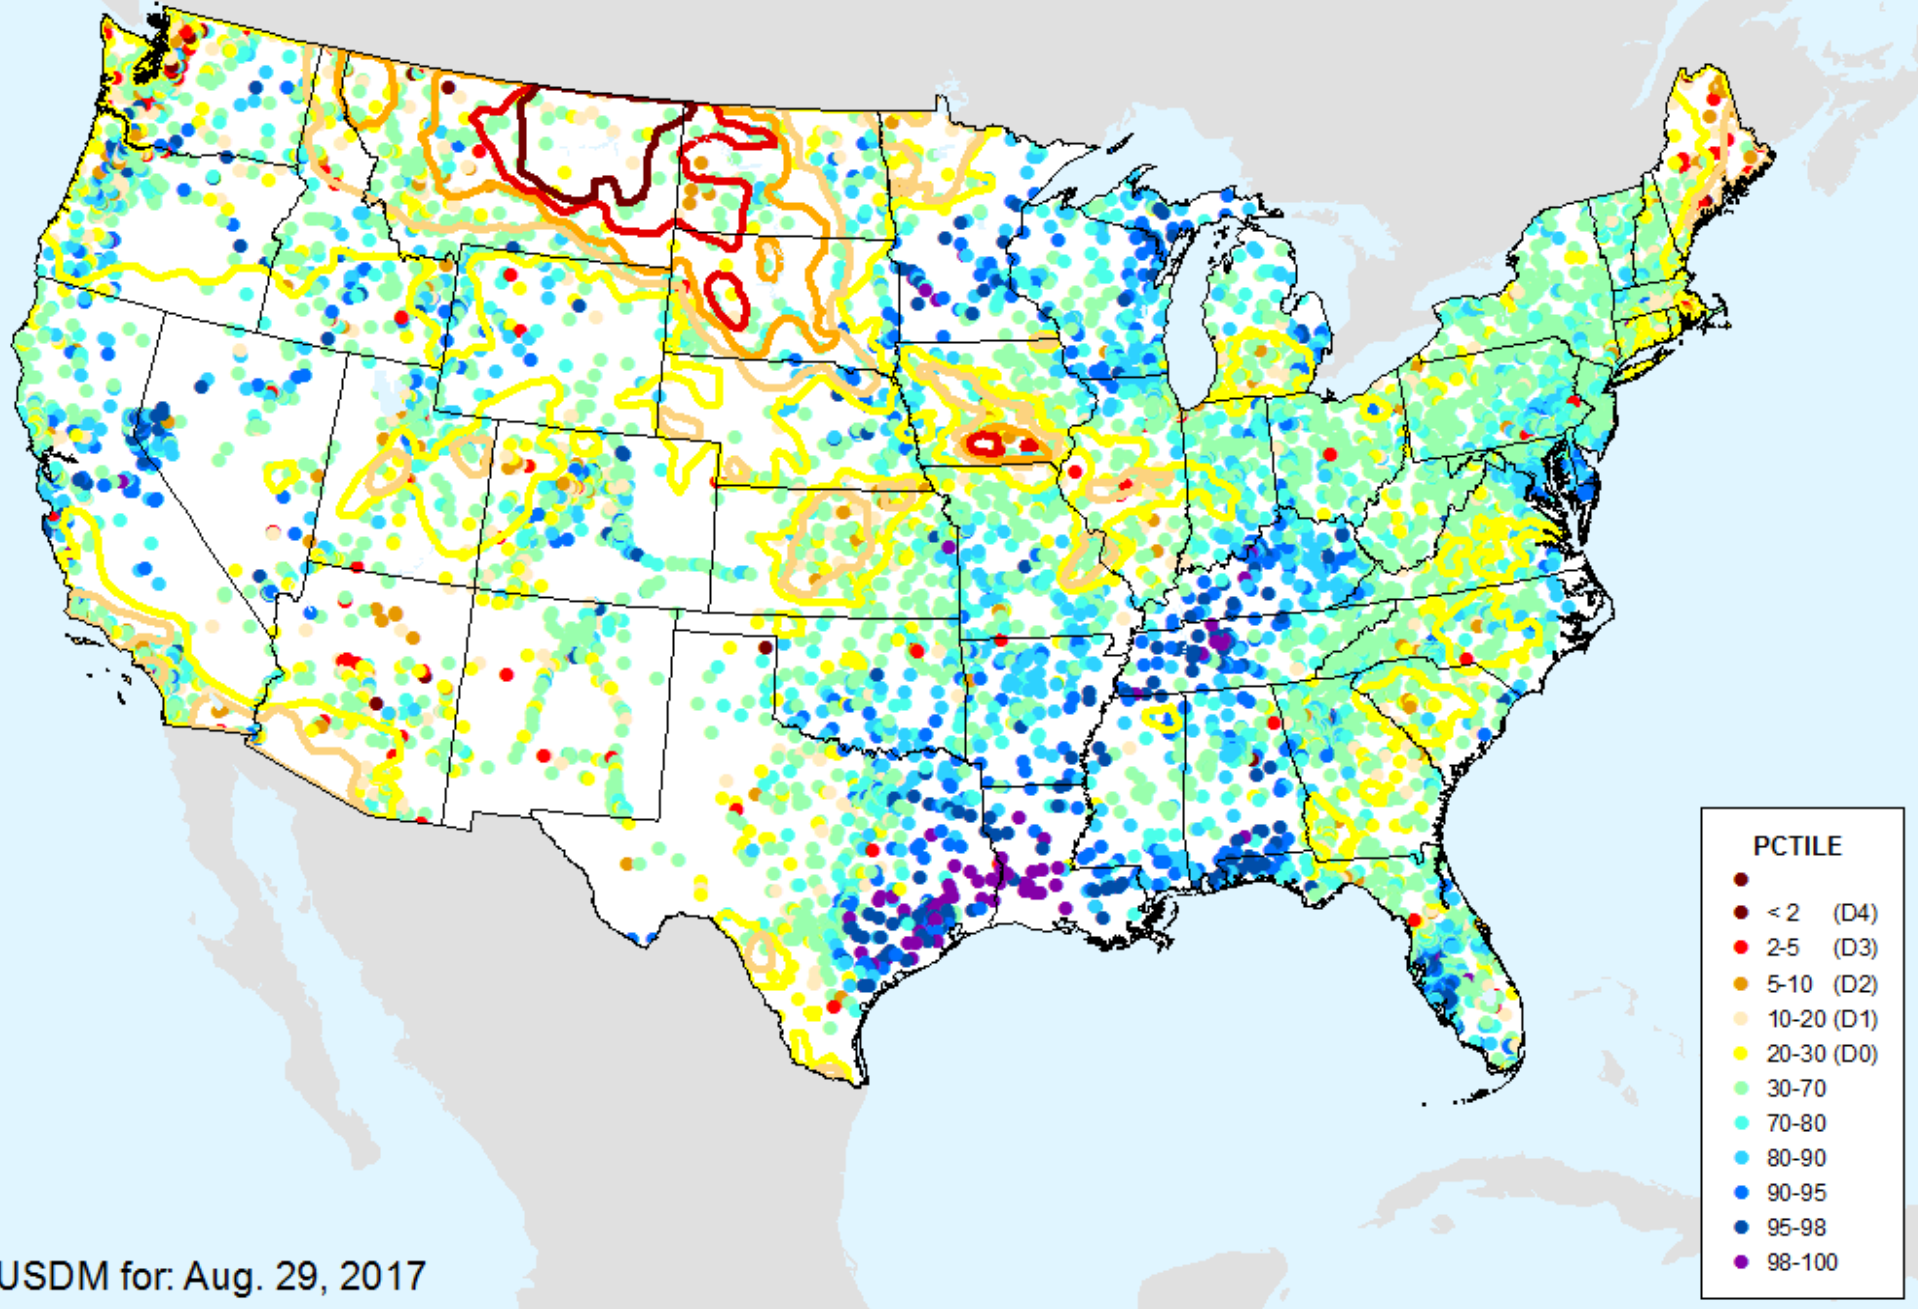 PCTILE
< 2 (D4)
2-5 (D3)
5-10 (D2)
10-20 (D1)
20-30 (D0)
30-70
70-80
80-90
90-95
95-98
98-100
USDM for: Aug. 29, 2017